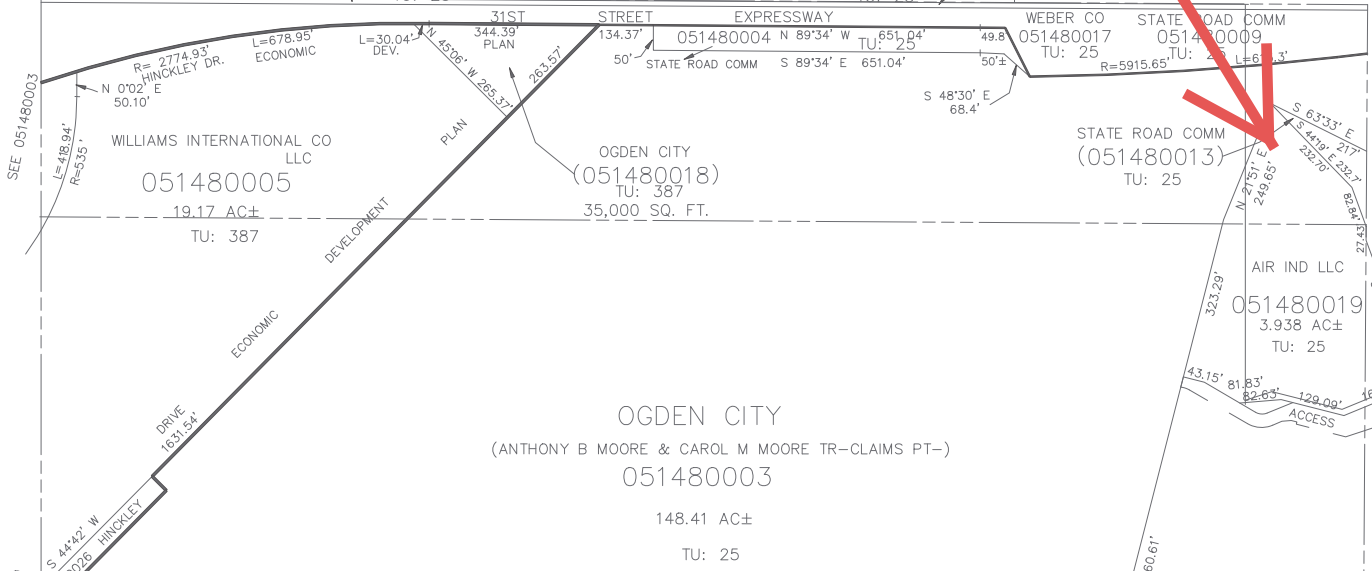 31ST STREET EXPRESSWAY
WEBER CO
051480017
TU: 25
STATE ROAD COMM
TU:
344.39'
PLAN
L=30.04'
DEV.
L=678.95'
ECONOMIC
R= 2774.93'
HINCKLEY DR.
134.37'
50'
051480004
N 89°34' W 651.04'
TU: 25
49.8
STATE ROAD COMM
S 89°34' E 651.04'
50'±
R=5915.65'
S 48°30' E
68.4'
N 45°06' W 265.37'
263.57'
N 0°02' E
50.10'
SEE 051480003
L=418.94'
R=535'
WILLIAMS INTERNATIONAL CO
LLC
051480005
19.17 AC±
TU: 387
OGDEN CITY
(051480018)
TU: 387
35,000 SQ. FT.
STATE ROAD COMM
(051480013)
TU: 25
S 63°33' E
217'
S 44°19' E 232.7'
232.70'
N 21°51' E
249.65'
82.84'
27.43'
323.29'
AIR IND LLC
051480019
3.938 AC±
TU: 25
43.15'
81.83'
82.63'
129.09'
ACCESS
PLAN
DEVELOPMENT
ECONOMIC
DRIVE
1631.54'
S 44°42' W
HINCKLEY
OGDEN CITY
(ANTHONY B MOORE & CAROL M MOORE TR-CLAIMS PT-)
051480003
148.41 AC±
TU: 25
60.61'